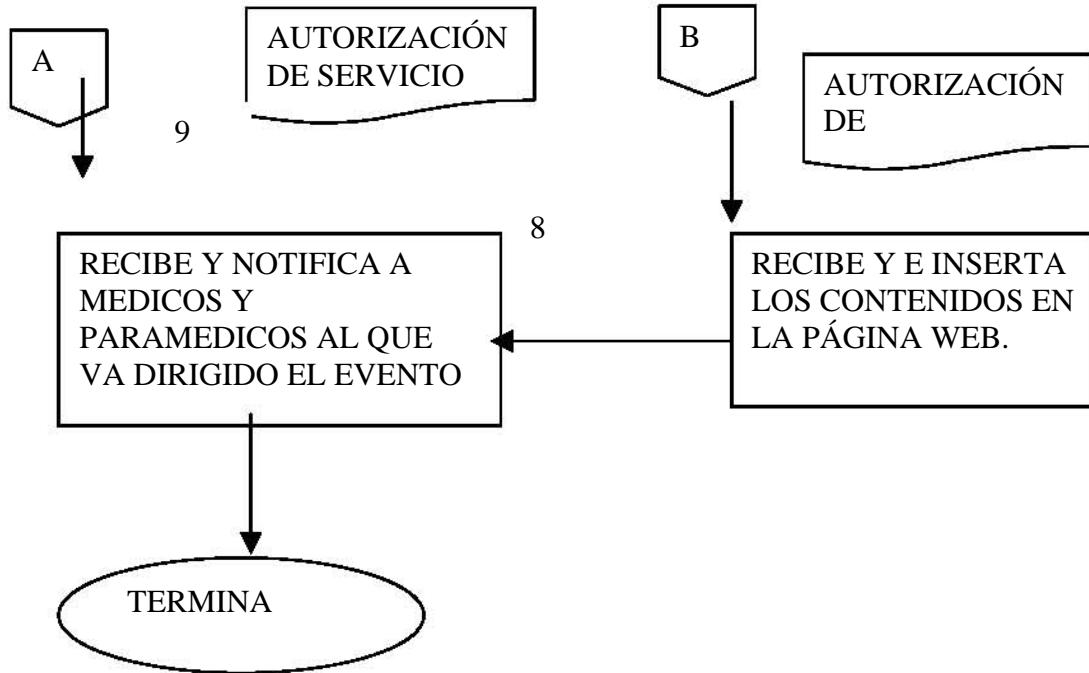 A
AUTORIZACIÓN
DE SERVICIO
B
AUTORIZACIÓN
DE
9
8
RECIBE Y NOTIFICA A
MEDICOS Y
PARAMEDICOS AL QUE
VA DIRIGIDO EL EVENTO
RECIBE Y E INSERTA
LOS CONTENIDOS EN
LA PÁGINA WEB.
TERMINA